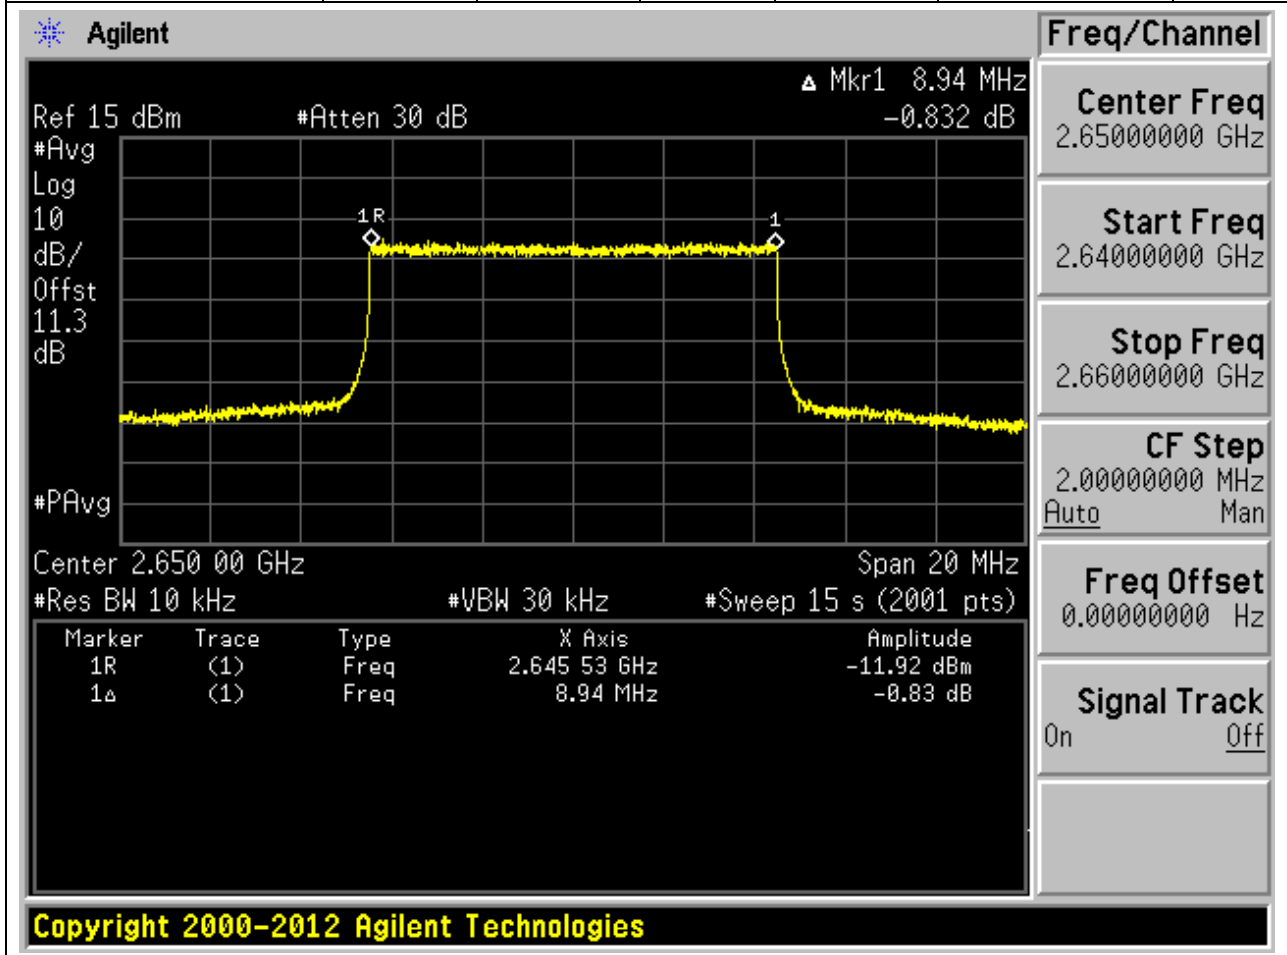 Agilent
Freq/Channel
Δ Mkr1 8.94 MHz
Ref 15 dBm #Atten 30 dB -0.832 dB
#Avg
Log
10
dB/
Offst
11.3
dB
1R
1
#PAvg
Center 2.650 00 GHz Span 20 MHz
#Res BW 10 kHz #VBW 30 kHz #Sweep 15 s (2001 pts)
Marker Trace Type X Axis Amplitude
1R (1) Freq 2.645 53 GHz -11.92 dBm
1Δ (1) Freq 8.94 MHz -0.83 dB
Center Freq
2.65000000 GHz
Start Freq
2.64000000 GHz
Stop Freq
2.66000000 GHz
CF Step
2.00000000 MHz
Auto Man
Freq Offset
0.00000000 Hz
Signal Track
On Off
Copyright 2000-2012 Agilent Technologies